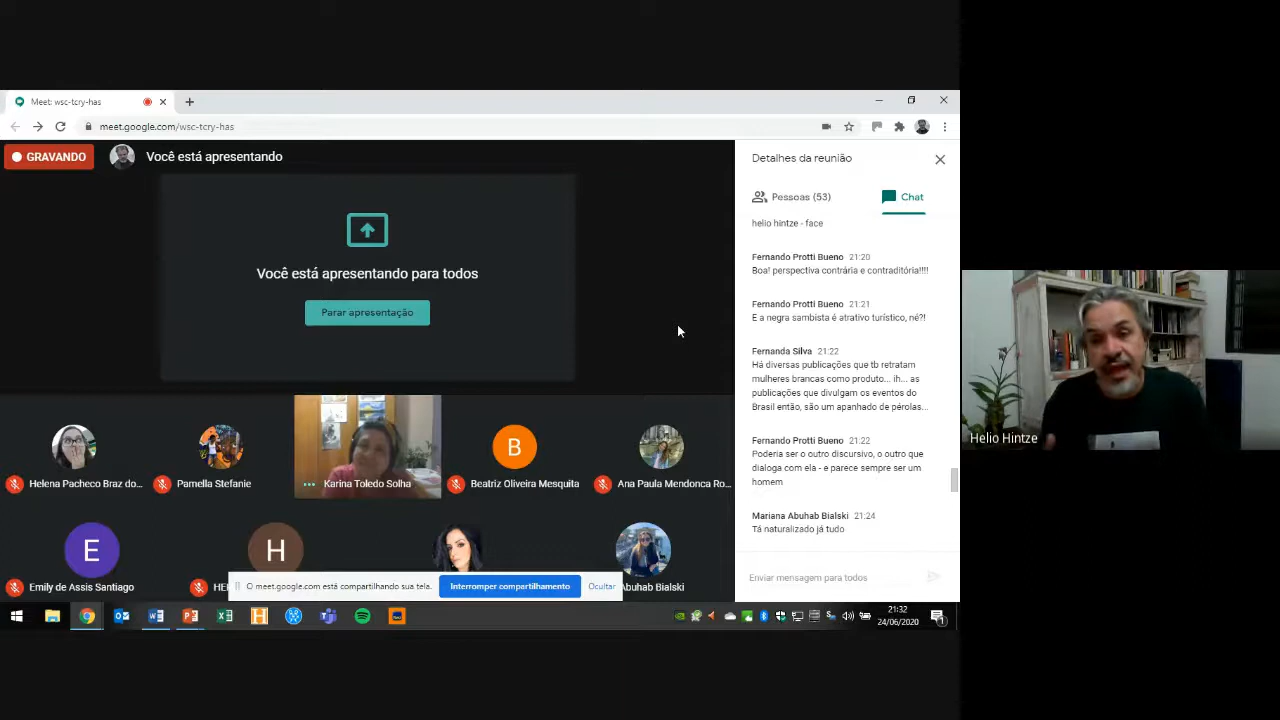 Meet: wsc-tcry-has
meet.google.com/wsc-tcry-has
GRAVANDO
Você está apresentando
Você está apresentando para todos
Parar apresentação
Detalhes da reunião
Pessoas (53)
Chat
helio hintze - face
Fernando Protti Bueno 21:20
Boa! perspectiva contrária e contraditória!!!!
Fernando Protti Bueno 21:21
E a negra sambista é atrativo turístico, né?!
Fernanda Silva 21:22
Há diversas publicações que tb retratam
mulheres brancas como produto... ih... as
publicações que divulgam os eventos do
Brasil então, são um apanhado de pérolas...
Fernando Protti Bueno 21:22
Poderia ser o outro discursivo, o outro que
dialoga com ela - e parece sempre ser um
homem
Mariana Abuhab Bialski 21:24
Tá naturalizado já tudo
Enviar mensagem para todos
Helio Hintze
Helena Pacheco Braz do...
Pamella Stefanie
Karina Toledo Solha
B
Beatriz Oliveira Mesquita
Ana Paula Mendonca Ro...
E
Emily de Assis Santiago
H
HE
Abuhab Bialski
O meet.google.com está compartilhando sua tela.
Interromper compartilhamento
Ocultar
21:32
24/06/2020
1